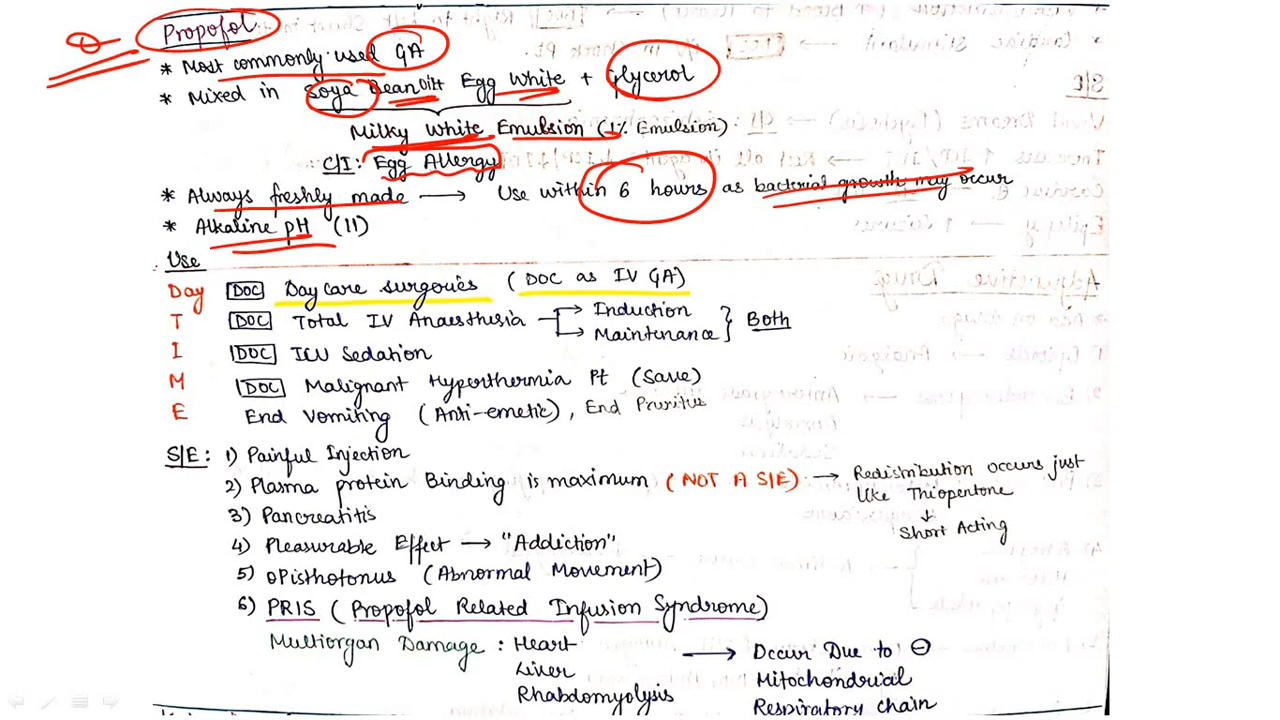 Propofol
* Most commonly used GA
* Mixed in Soya Bean Oil + Egg White + glycerol
Milky White Emulsion (1% Emulsion)
C/I: Egg Allergy
* Always freshly made → Use within 6 hours as bacterial growth may occur
* Alkaline pH (11)
Use
Day DOC Day care surgeries (DOC as IV GA)
T DOC Total IV Anaesthesia → Induction
→ Maintenance } Both
I DOC ICU Sedation
M DOC Malignant Hyperthermia Pt (Save)
E End Vomiting (Anti-emetic), End Pruritus
S/E: 1) Painful Injection
2) Plasma protein Binding is maximum (NOT A S/E) → Redistribution occurs just
like Thiopentone
↓
Short Acting
3) Pancreatitis
4) Pleasurable Effect → "Addiction"
5) Opisthotonus (Abnormal Movement)
6) PRIS (Propofol Related Infusion Syndrome)
Multiorgan Damage : Heart
Liver
Rhabdomyolysis
→ Occur Due to ⊖
Mitochondrial
Respiratory chain